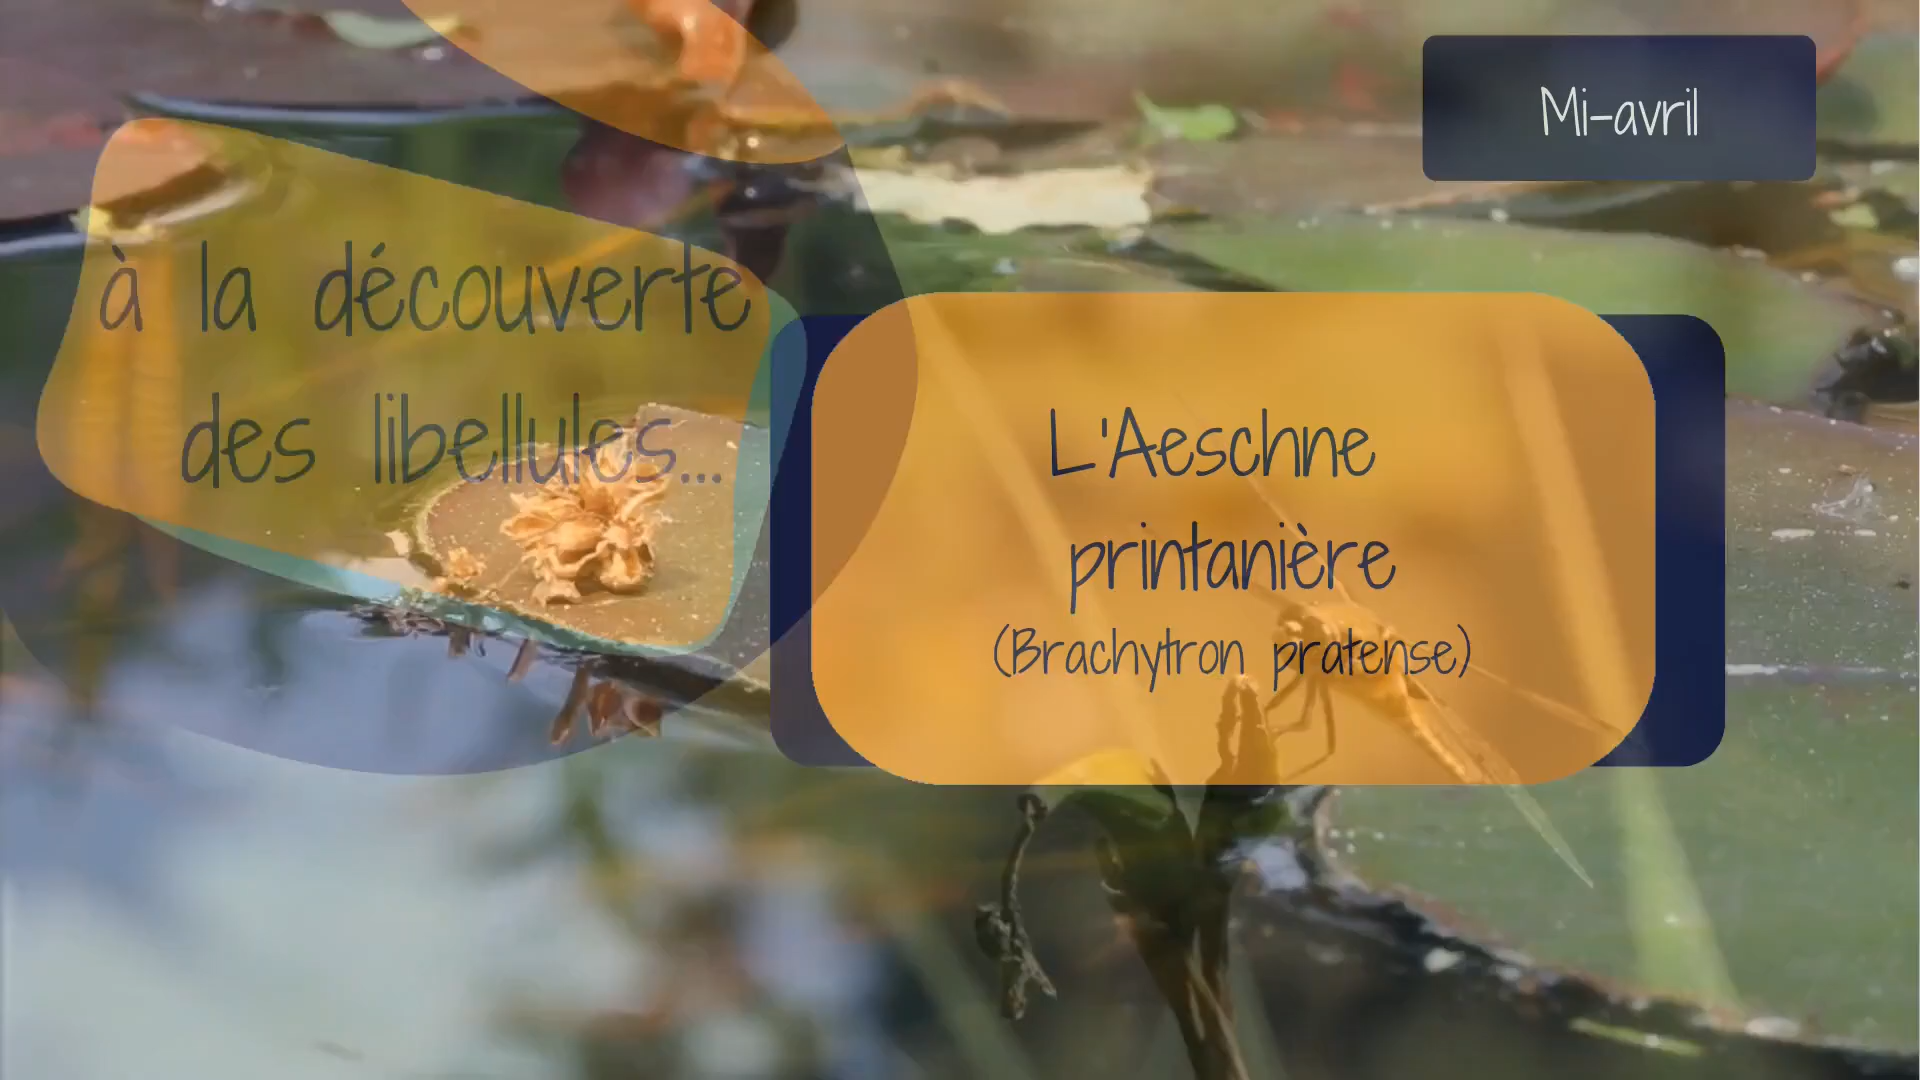 Mi-avril
à la découverte
des libellules...
L'Aeschne
printanière
(Brachytron pratense)